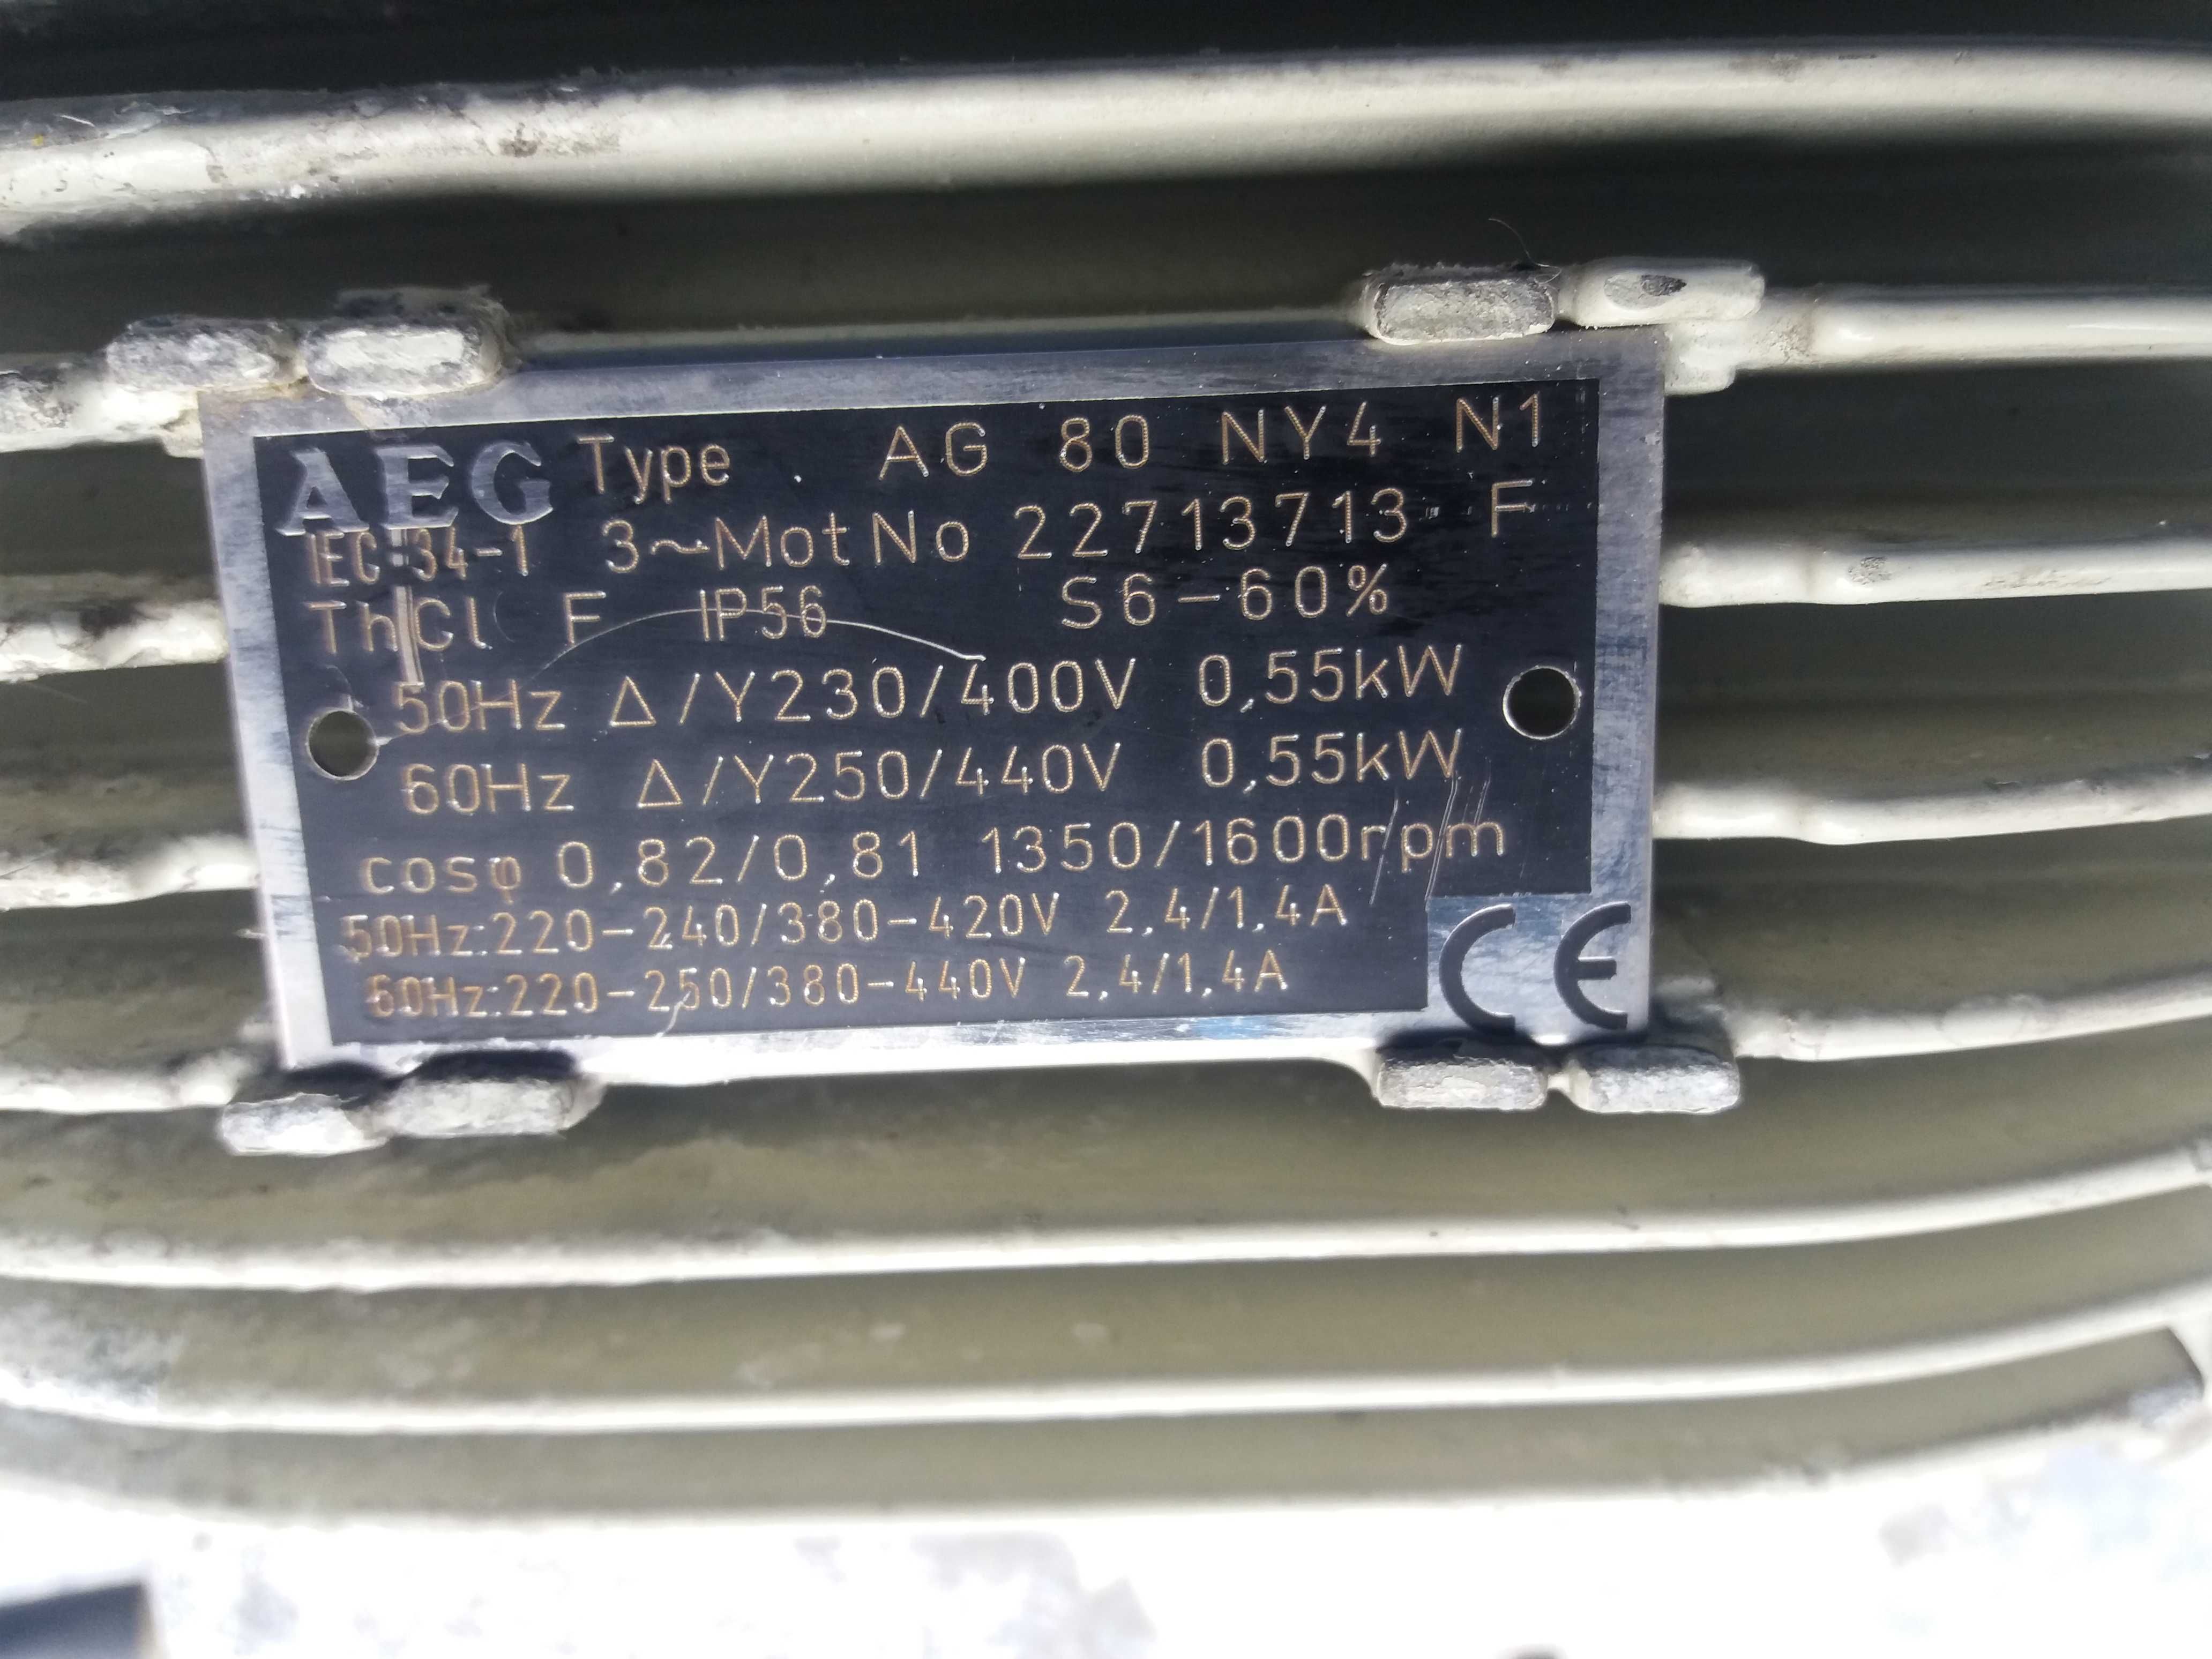 AEG Type . AG 80 NY4 N1
IEC 34-1 3~Mot No 22713713 F
ThCl F IP56 S6-60%
50Hz Δ/Y230/400V 0,55kW
60Hz Δ/Y250/440V 0,55kW
cosφ 0,82/0,81 1350/1600rpm
50Hz:220-240/380-420V 2,4/1,4A
60Hz:220-250/380-440V 2,4/1,4A
CE